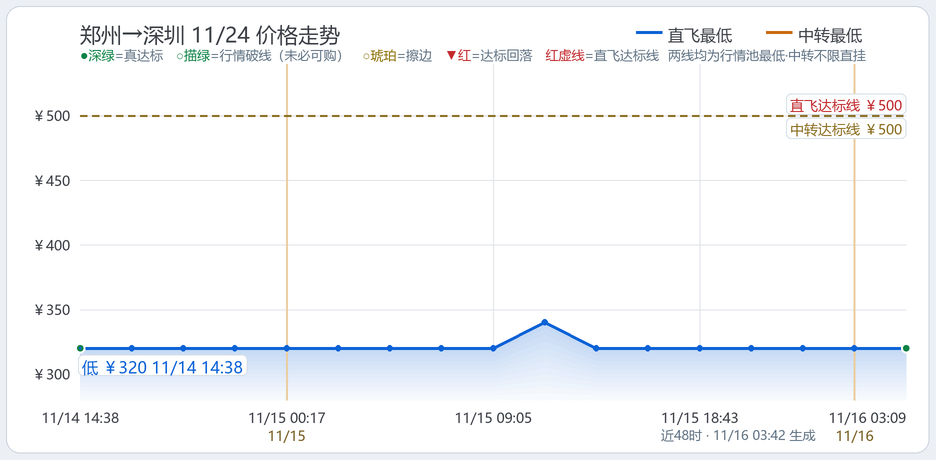 郑州→深圳 11/24 价格走势
直飞最低 中转最低
●深绿=真达标 ○描绿=行情破线（未必可购） ○琥珀=擦边 ▼红=达标回落 红虚线=直飞达标线 两线均为行情池最低·中转不限直挂
¥500
直飞达标线 ¥500
中转达标线 ¥500
¥450
¥400
¥350
¥300
低 ¥320 11/14 14:38
11/14 14:38 11/15 00:17 11/15 09:05 11/15 18:43 11/16 03:09
11/15 近48时 · 11/16 03:42 生成 11/16